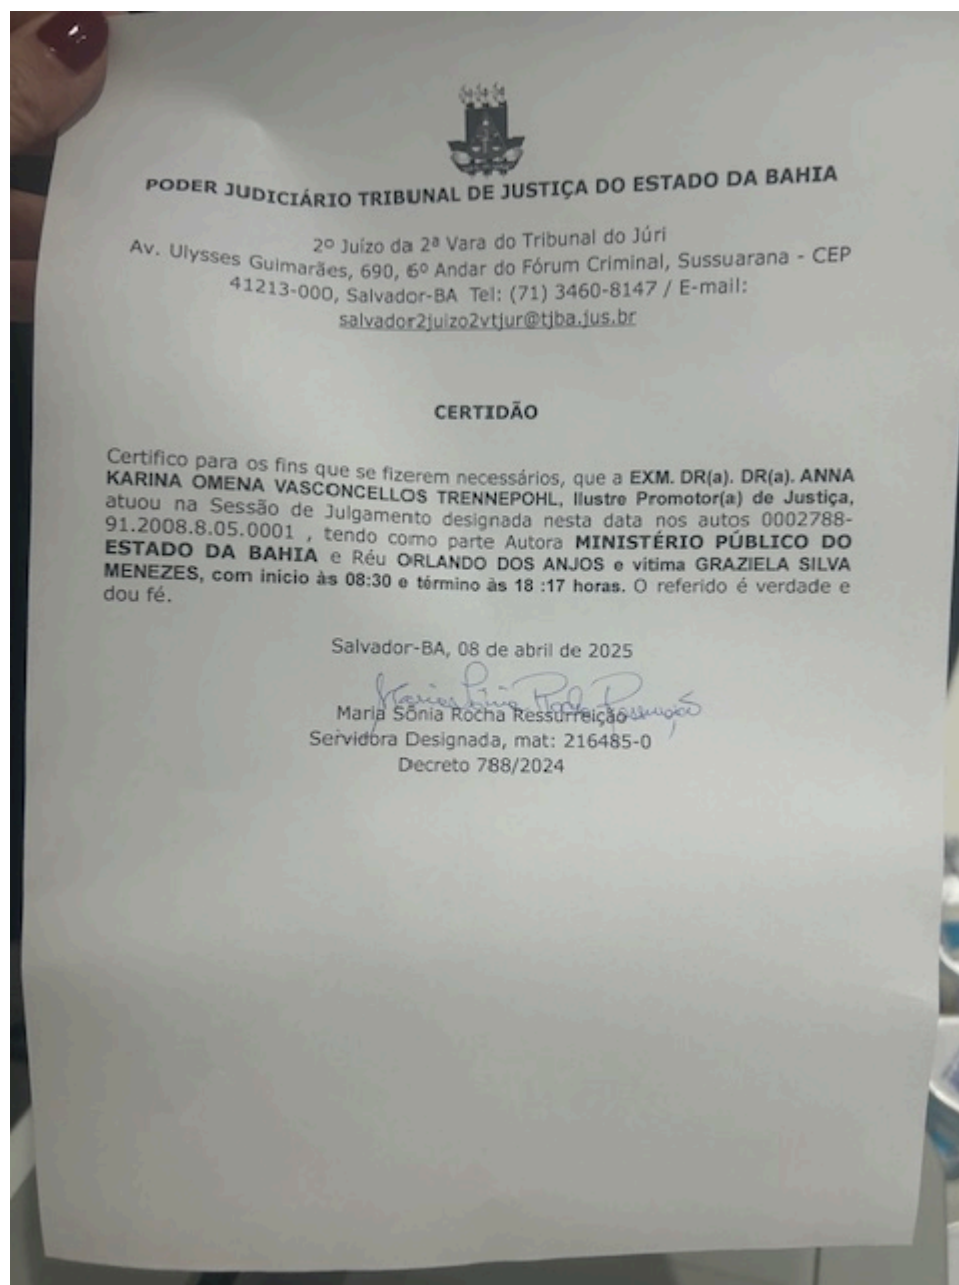 PODER JUDICIÁRIO TRIBUNAL DE JUSTIÇA DO ESTADO DA BAHIA
2º Juízo da 2ª Vara do Tribunal do Júri
Av. Ulysses Guimarães, 690, 6º Andar do Fórum Criminal, Sussuarana - CEP
41213-000, Salvador-BA Tel: (71) 3460-8147 / E-mail:
salvador2juizo2vtjur@tjba.jus.br
CERTIDÃO
Certifico para os fins que se fizerem necessários, que a EXM. DR(a). DR(a). ANNA
KARINA OMENA VASCONCELLOS TRENNEPOHL, Ilustre Promotor(a) de Justiça,
atuou na Sessão de Julgamento designada nesta data nos autos 0002788-
91.2008.8.05.0001 , tendo como parte Autora MINISTÉRIO PÚBLICO DO
ESTADO DA BAHIA e Réu ORLANDO DOS ANJOS e vítima GRAZIELA SILVA
MENEZES, com inicio às 08:30 e término às 18 :17 horas. O referido é verdade e
dou fé.
Salvador-BA, 08 de abril de 2025
Maria Sônia Rocha Ressurreição
Maria Sônia Rocha Ressurreição
Servidora Designada, mat: 216485-0
Decreto 788/2024